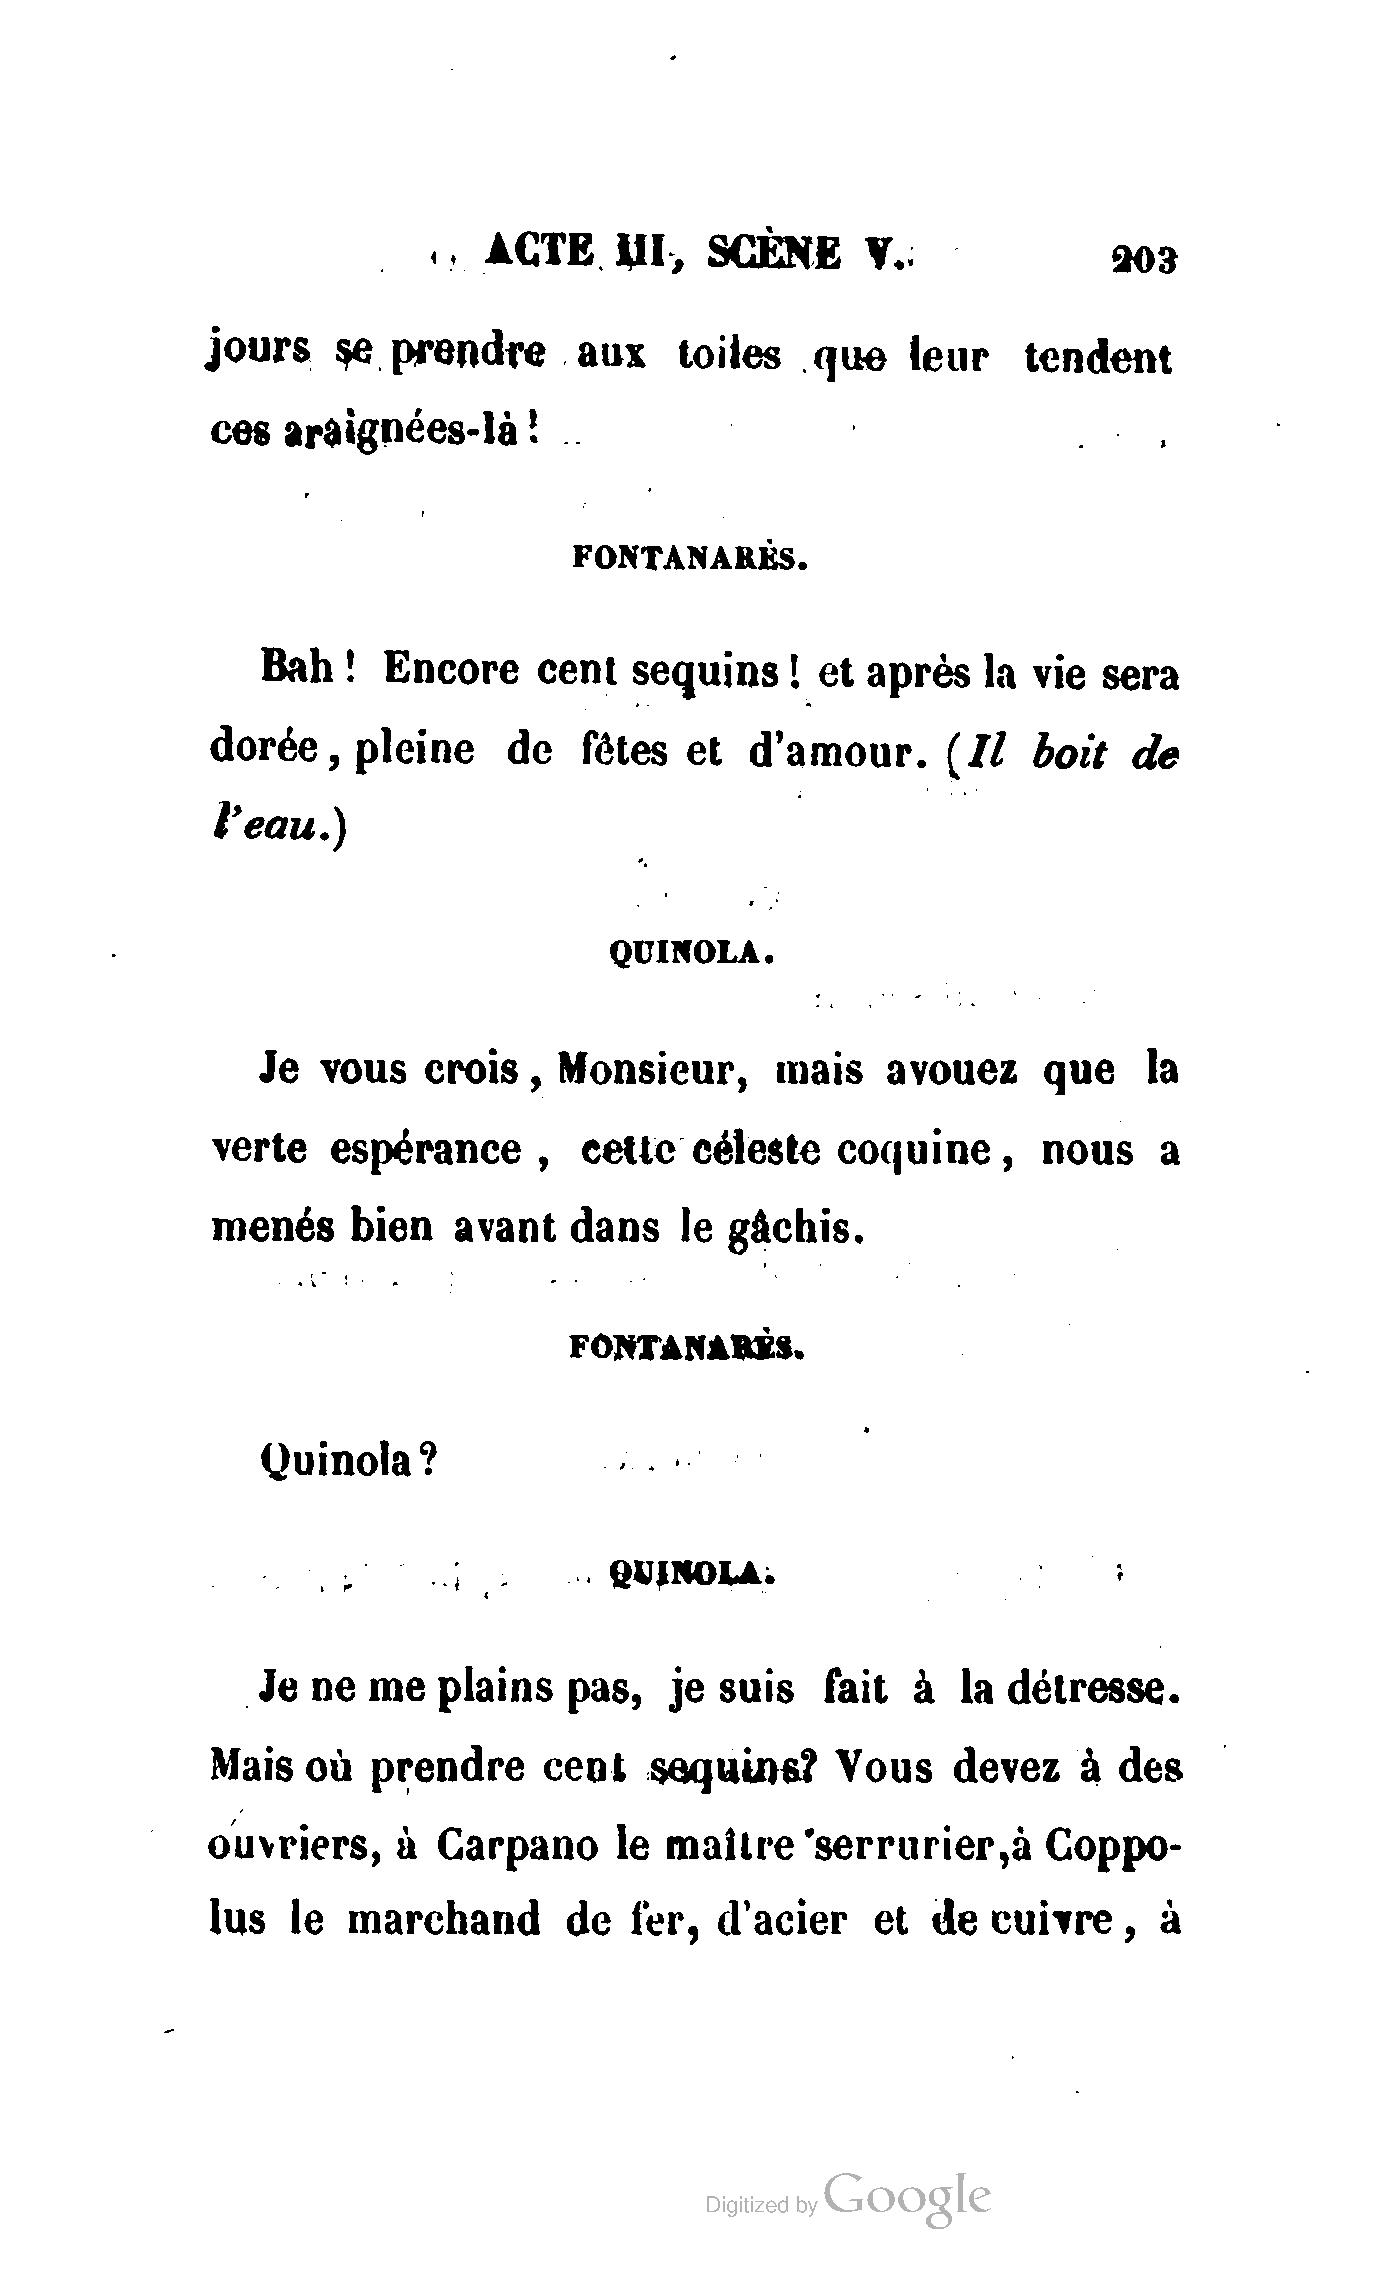 ACTE III, SCÈNE V. 203
jours se prendre aux toiles que leur tendent
ces araignées-là !
FONTANARÈS.
Bah ! Encore cent sequins ! et après la vie sera
dorée, pleine de fêtes et d'amour. (Il boit de
l'eau.)
QUINOLA.
Je vous crois, Monsieur, mais avouez que la
verte espérance, cette céleste coquine, nous a
menés bien avant dans le gâchis.
FONTANARÈS.
Quinola ?
QUINOLA.
Je ne me plains pas, je suis fait à la détresse.
Mais où prendre cent sequins? Vous devez à des
ouvriers, à Carpano le maître serrurier, à Coppo-
lus le marchand de fer, d'acier et de cuivre, à
Digitized by Google